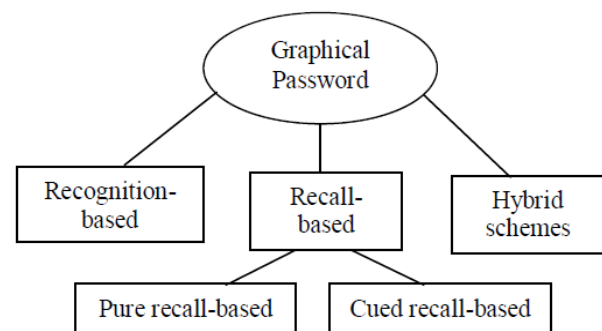 Graphical
Password
Recognition-
based
Recall-
based
Hybrid
schemes
Pure recall-based
Cued recall-based